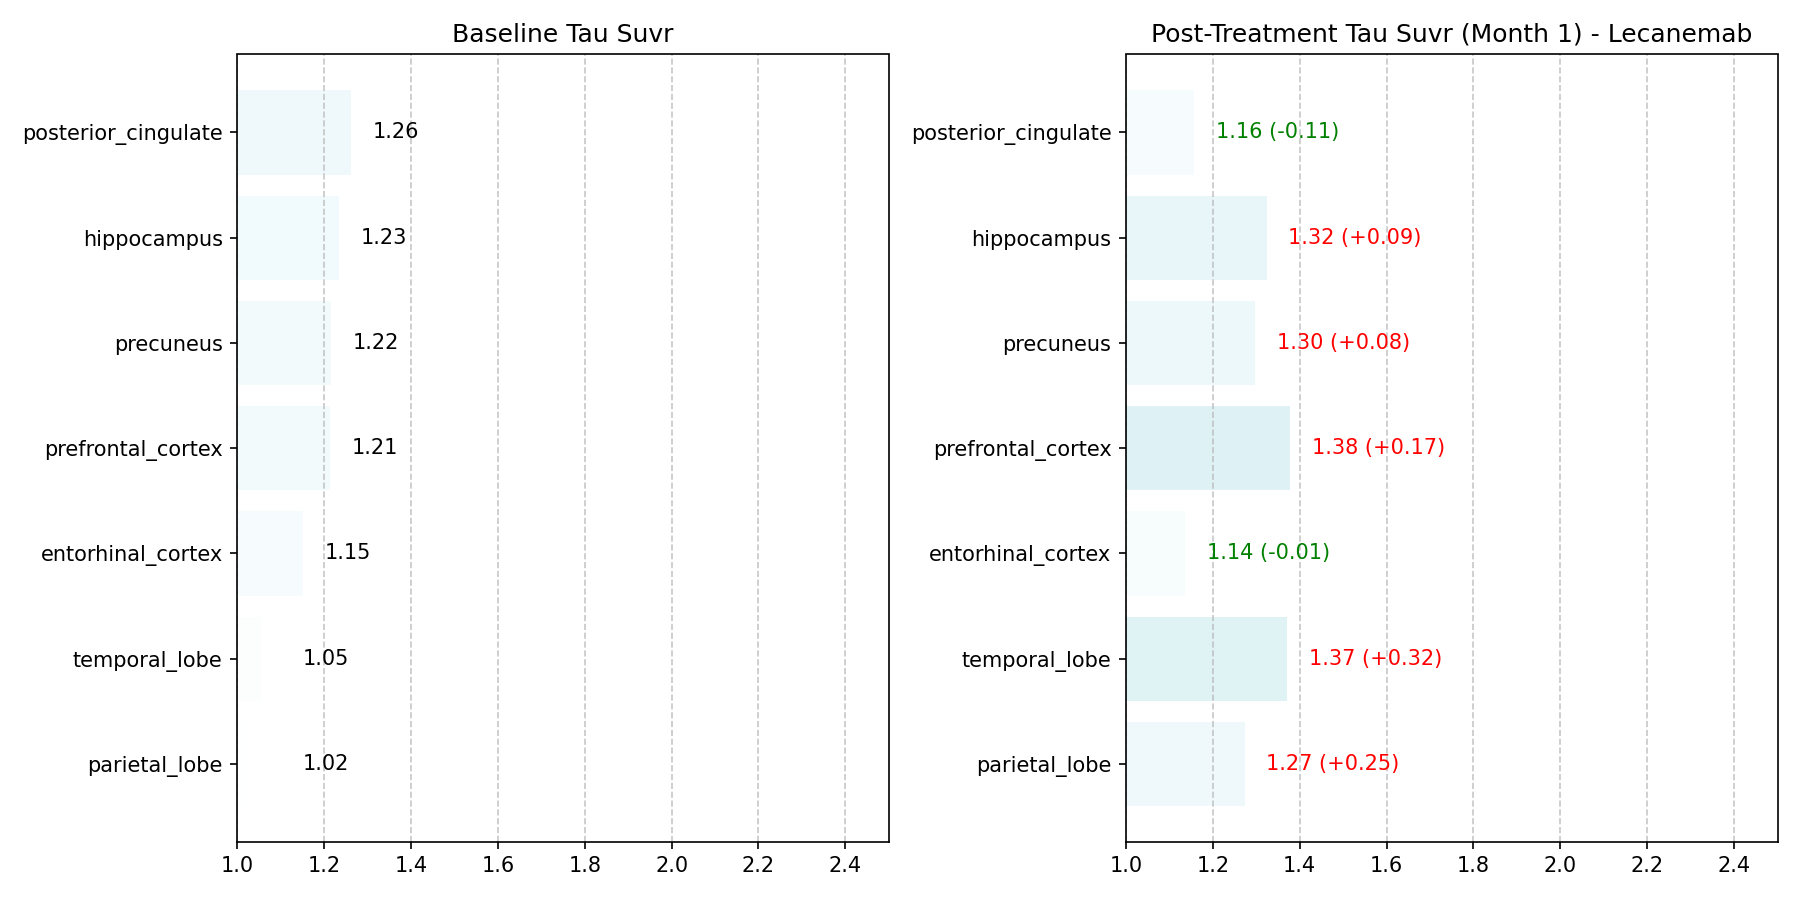 Baseline Tau Suvr
posterior_cingulate 1.26
hippocampus 1.23
precuneus 1.22
prefrontal_cortex 1.21
entorhinal_cortex 1.15
temporal_lobe 1.05
parietal_lobe 1.02
1.0 1.2 1.4 1.6 1.8 2.0 2.2 2.4
Post-Treatment Tau Suvr (Month 1) - Lecanemab
posterior_cingulate 1.16 (-0.11)
hippocampus 1.32 (+0.09)
precuneus 1.30 (+0.08)
prefrontal_cortex 1.38 (+0.17)
entorhinal_cortex 1.14 (-0.01)
temporal_lobe 1.37 (+0.32)
parietal_lobe 1.27 (+0.25)
1.0 1.2 1.4 1.6 1.8 2.0 2.2 2.4